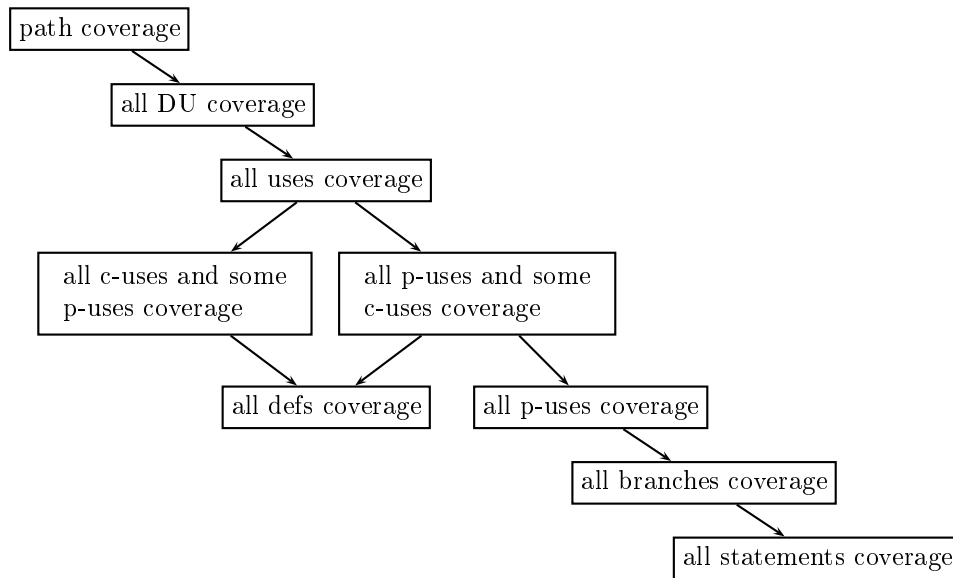 path coverage
all DU coverage
all uses coverage
all c-uses and some
p-uses coverage
all p-uses and some
c-uses coverage
all defs coverage
all p-uses coverage
all branches coverage
all statements coverage